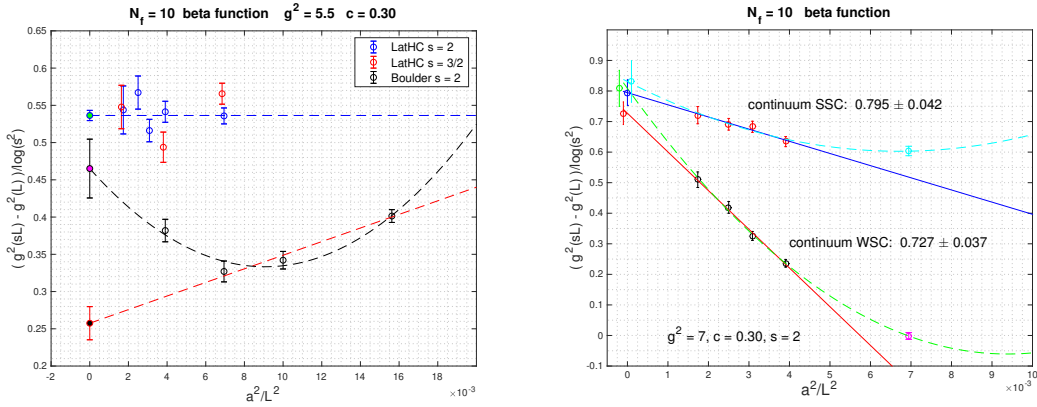 N_f = 10 beta function g^2 = 5.5 c = 0.30
( g^2(sL) - g^2(L) )/log(s^2)
0.65
0.6
0.55
0.5
0.45
0.4
0.35
0.3
0.25
0.2
LatHC s = 2
LatHC s = 3/2
Boulder s = 2
-2 0 2 4 6 8 10 12 14 16 18
×10^-3
a^2/L^2
N_f = 10 beta function
( g^2(sL) - g^2(L) )/log(s^2)
0.9
0.8
0.7
0.6
0.5
0.4
0.3
0.2
0.1
0
-0.1
continuum SSC: 0.795 ± 0.042
continuum WSC: 0.727 ± 0.037
g^2 = 7, c = 0.30, s = 2
0 1 2 3 4 5 6 7 8 9 10
×10^-3
a^2/L^2